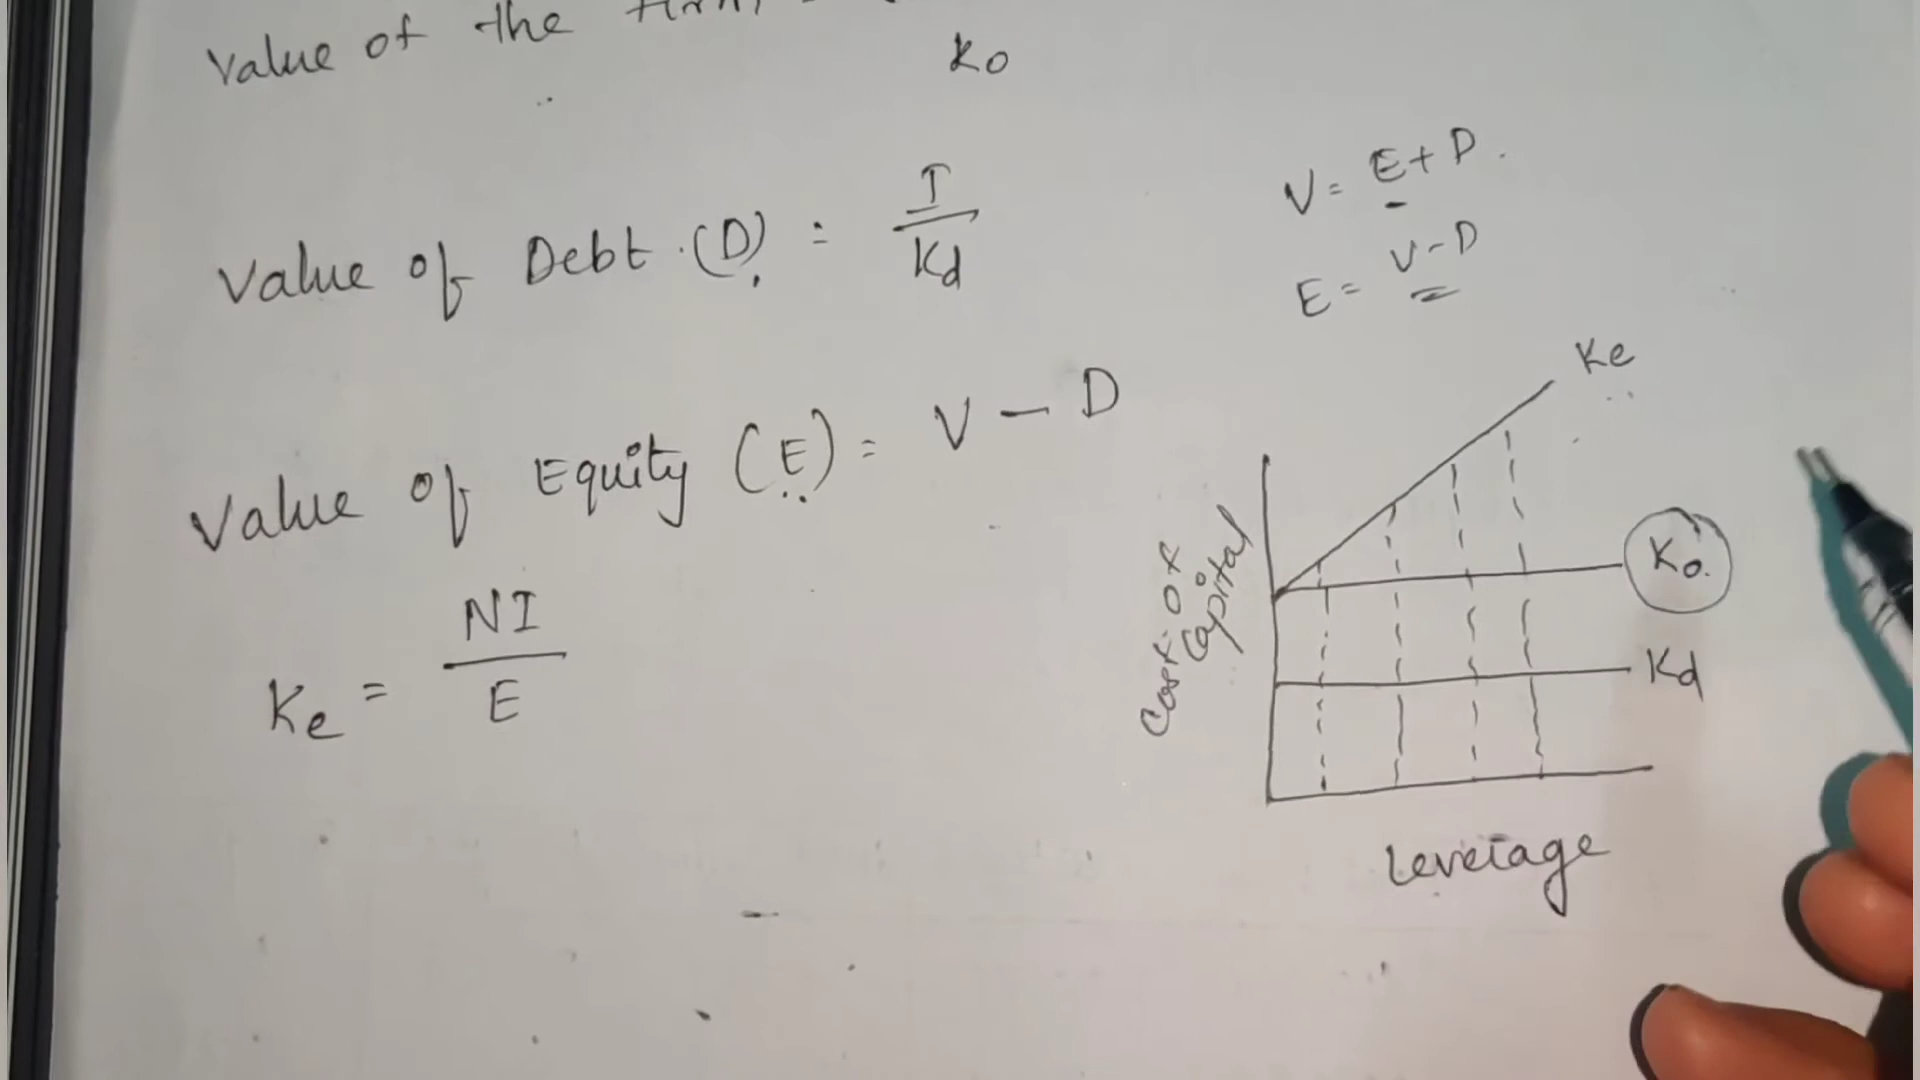 Value of the
Ko
Value of Debt (D) = I
Kd
V = E + D.
E = V - D
Value of Equity (E) = V - D
Ke = NI
E
Ke
Ko.
Kd
Cost of
Capital
Leverage